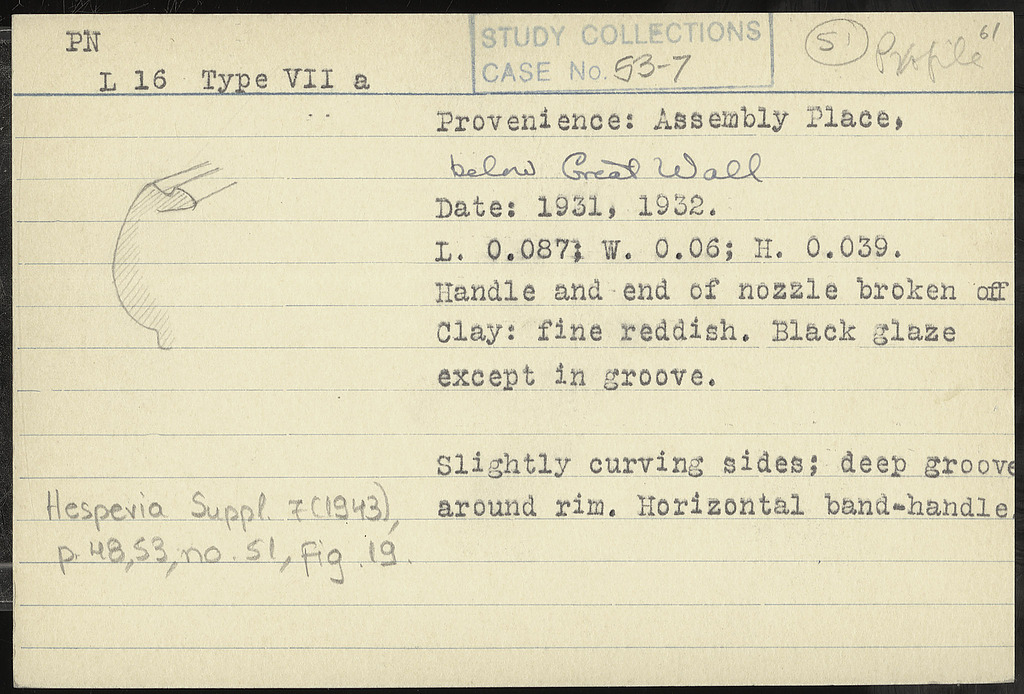 PN
L 16 Type VII a
STUDY COLLECTIONS
CASE No. 53-7
51
Profile
61
Provenience: Assembly Place,
below Great Wall
Date: 1931, 1932.
L. 0.087; W. 0.06; H. 0.039.
Handle and end of nozzle broken off
Clay: fine reddish. Black glaze
except in groove.
Slightly curving sides; deep groove
around rim. Horizontal band-handle
Hesperia Suppl. 7 (1943),
p. 48, 53, no. 51, fig. 19.